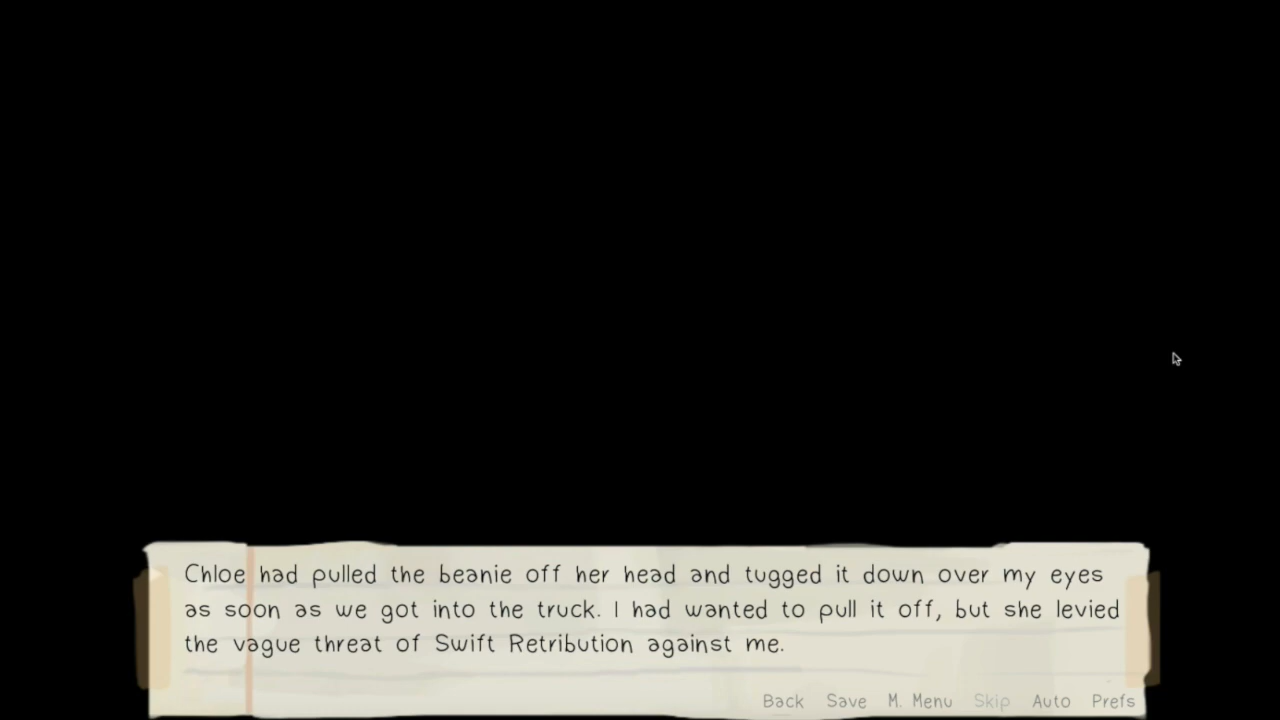 Chloe had pulled the beanie off her head and tugged it down over my eyes
as soon as we got into the truck. I had wanted to pull it off, but she levied
the vague threat of Swift Retribution against me.
Back Save M. Menu Skip Auto Prefs